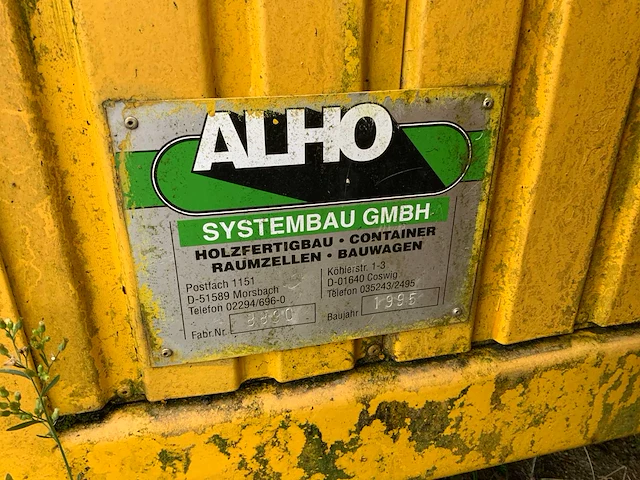 ALHO
SYSTEMBAU GMBH
HOLZFERTIGBAU · CONTAINER
RAUMZELLEN · BAUWAGEN
Postfach 1151
D-51589 Morsbach
Telefon 02294/696-0
Köhlerstr. 1-3
D-01640 Coswig
Telefon 035243/2495
Fabr.Nr.
Baujahr 1995